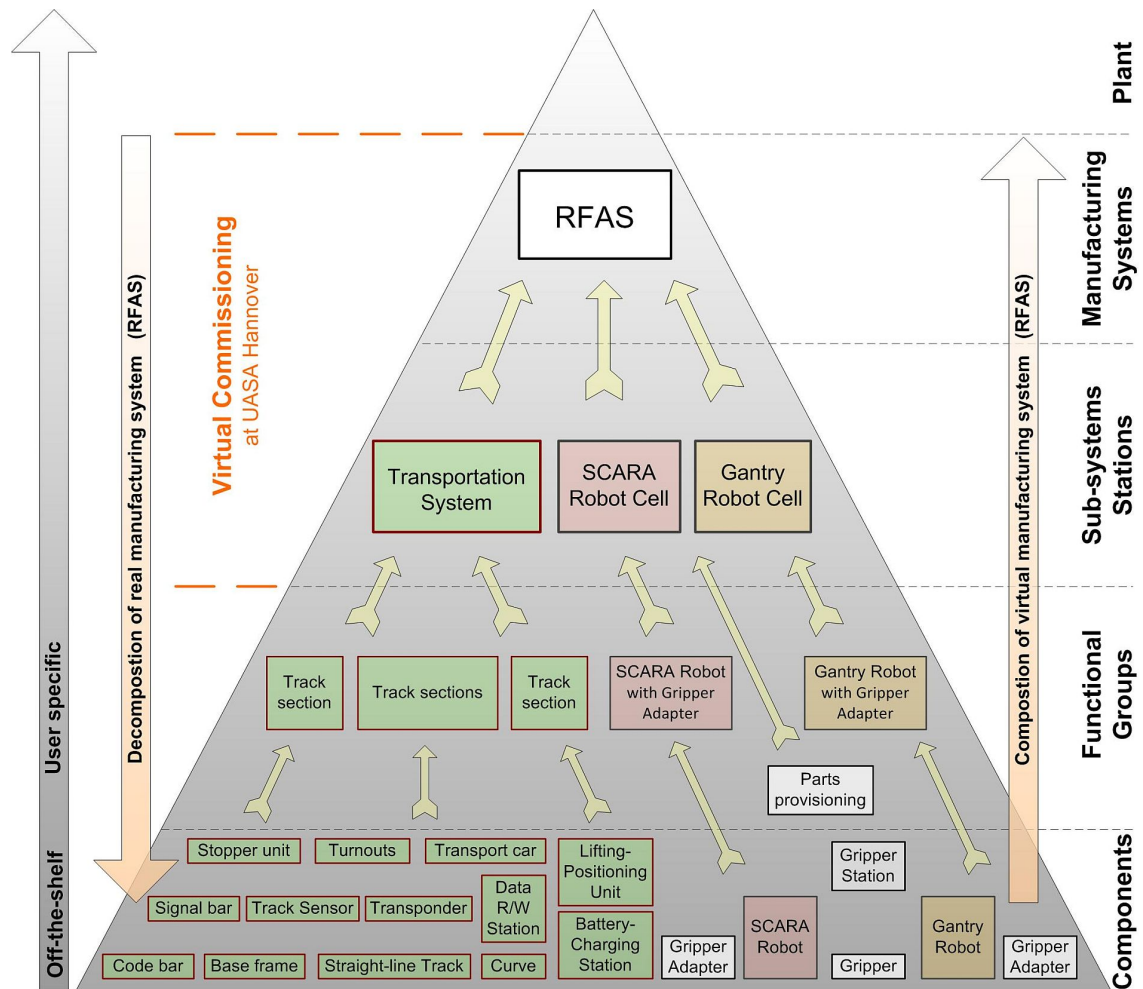 Plant
Manufacturing
Systems
Sub-systems
Stations
Functional
Groups
Components
User specific
Off-the-shelf
Decompostion of real manufacturing system (RFAS)
Virtual Commissioning
at UASA Hannover
Compostion of virtual manufacturing system (RFAS)
RFAS
Transportation
System
SCARA
Robot Cell
Gantry
Robot Cell
Track
section
Track sections
Track
section
SCARA Robot
with Gripper
Adapter
Gantry Robot
with Gripper
Adapter
Parts
provisioning
Stopper unit
Turnouts
Transport car
Lifting-
Positioning
Unit
Gripper
Station
Signal bar
Track Sensor
Transponder
Data
R/W
Station
Battery-
Charging
Station
SCARA
Robot
Gantry
Robot
Code bar
Base frame
Straight-line Track
Curve
Gripper
Adapter
Gripper
Gripper
Adapter